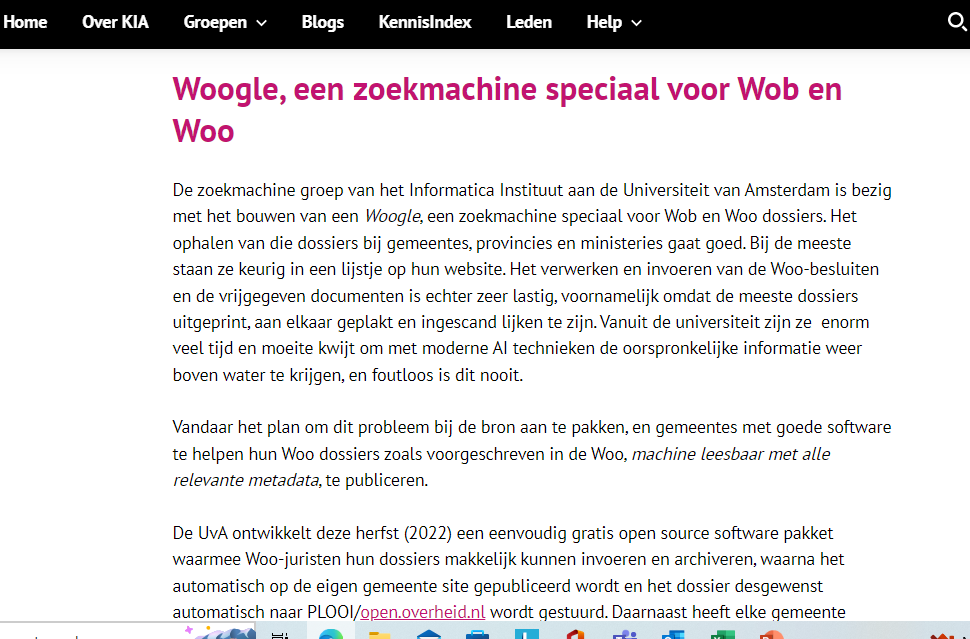 Home Over KIA Groepen Blogs KennisIndex Leden Help
Woogle, een zoekmachine speciaal voor Wob en
Woo
De zoekmachine groep van het Informatica Instituut aan de Universiteit van Amsterdam is bezig
met het bouwen van een Woogle, een zoekmachine speciaal voor Wob en Woo dossiers. Het
ophalen van die dossiers bij gemeentes, provincies en ministeries gaat goed. Bij de meeste
staan ze keurig in een lijstje op hun website. Het verwerken en invoeren van de Woo-besluiten
en de vrijgegeven documenten is echter zeer lastig, voornamelijk omdat de meeste dossiers
uitgeprint, aan elkaar geplakt en ingescand lijken te zijn. Vanuit de universiteit zijn ze  enorm
veel tijd en moeite kwijt om met moderne AI technieken de oorspronkelijke informatie weer
boven water te krijgen, en foutloos is dit nooit.
Vandaar het plan om dit probleem bij de bron aan te pakken, en gemeentes met goede software
te helpen hun Woo dossiers zoals voorgeschreven in de Woo, machine leesbaar met alle
relevante metadata, te publiceren.
De UvA ontwikkelt deze herfst (2022) een eenvoudig gratis open source software pakket
waarmee Woo-juristen hun dossiers makkelijk kunnen invoeren en archiveren, waarna het
automatisch op de eigen gemeente site gepubliceerd wordt en het dossier desgewenst
automatisch naar PLOOI/open.overheid.nl wordt gestuurd. Daarnaast heeft elke gemeente